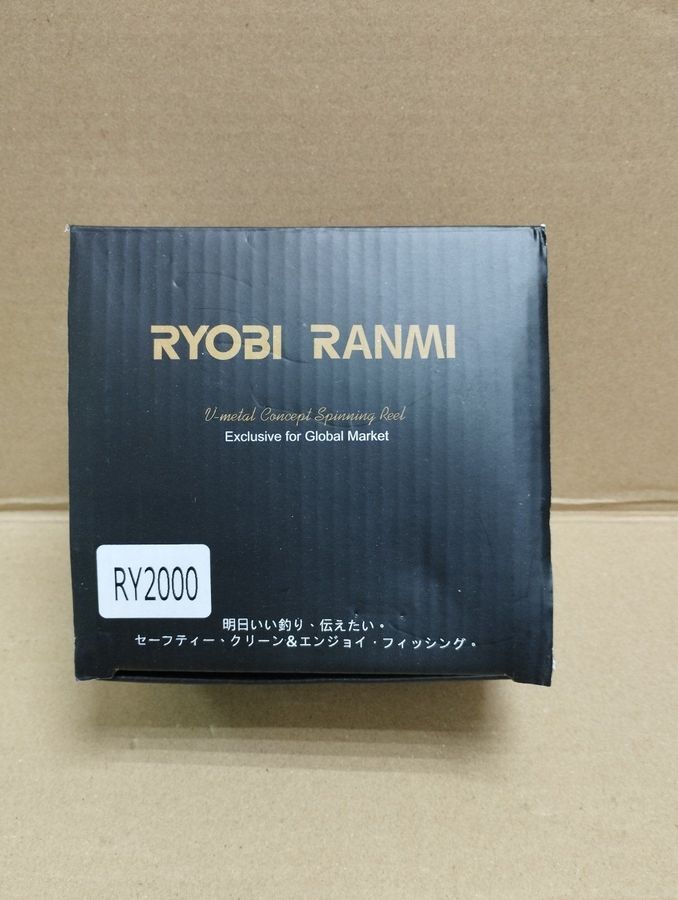 RYOBI RANMI
V-metal Concept Spinning Reel
Exclusive for Global Market
RY2000
明日いい釣り、伝えたい。
セーフティー、クリーン&エンジョイ・フィッシング。